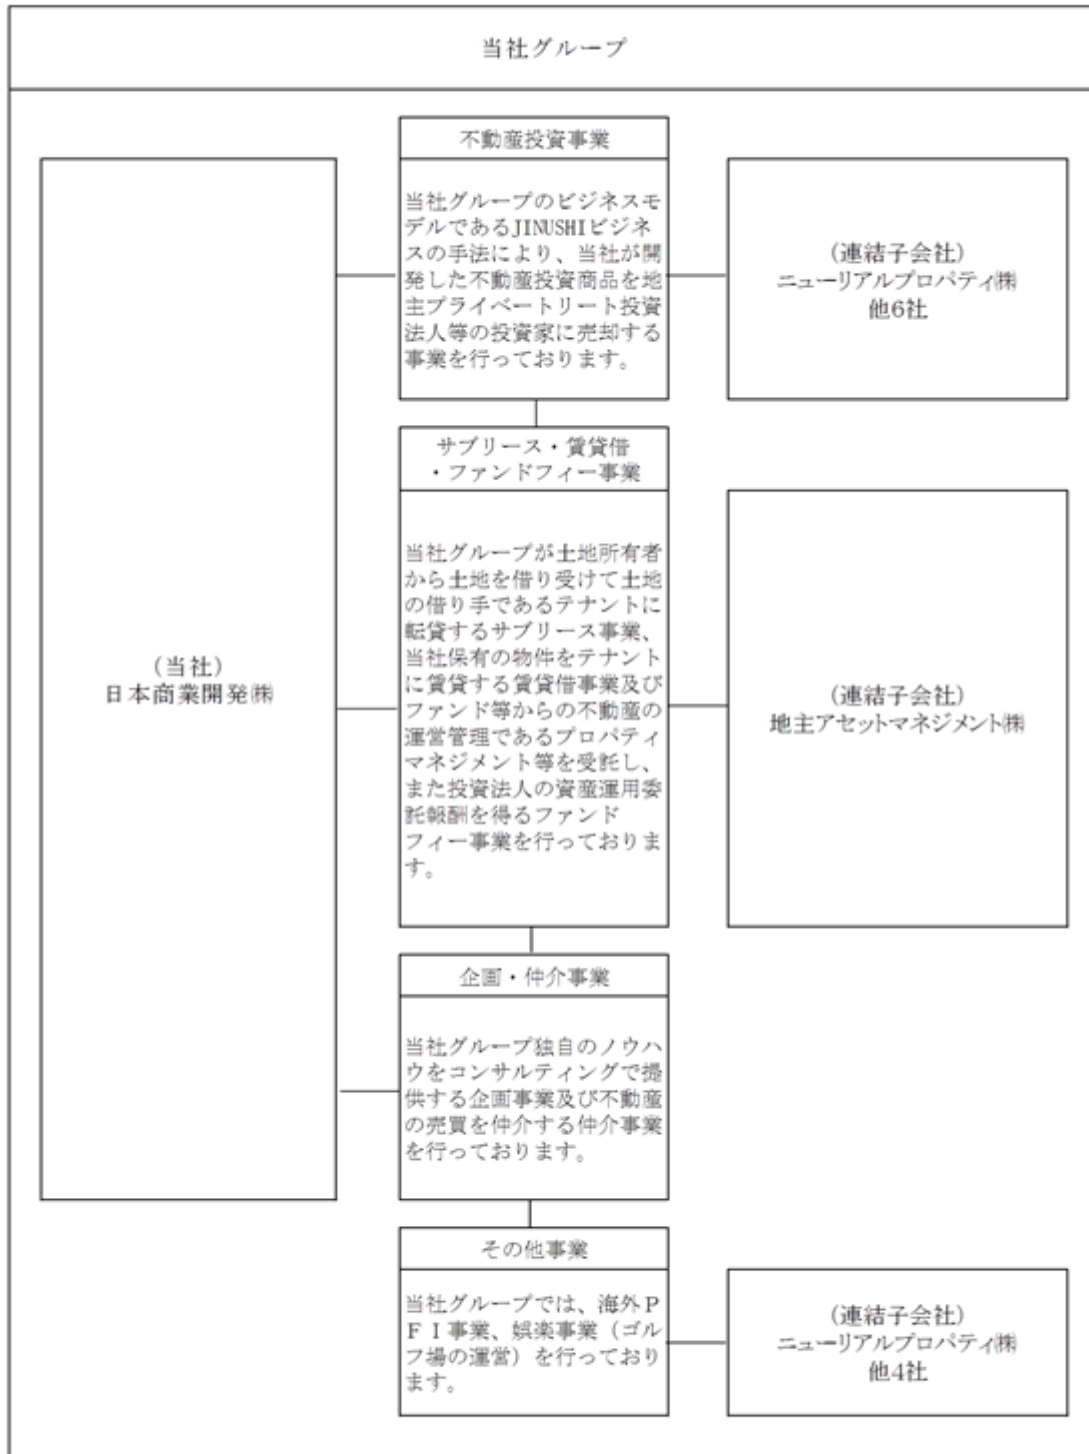 当社グループ
不動産投資事業
当社グループのビジネスモ
デルであるJINUSHIビジネ
スの手法により、当社が開
発した不動産投資商品を地
主プライベートリート投資
法人等の投資家に売却する
事業を行っております。
(連結子会社)
ニューリアルプロパティ㈱
他6社
サブリース・賃貸借
・ファンドフィー事業
当社グループが土地所有者
から土地を借り受けて土地
の借り手であるテナントに
転貸するサブリース事業、
当社保有の物件をテナント
に賃貸する賃貸借事業及び
ファンド等からの不動産の
運営管理であるプロパティ
マネジメント等を受託し、
また投資法人の資産運用委
託報酬を得るファンド
フィー事業を行っておりま
す。
(当社)
日本商業開発㈱
(連結子会社)
地主アセットマネジメント㈱
企画・仲介事業
当社グループ独自のノウハ
ウをコンサルティングで提
供する企画事業及び不動産
の売買を仲介する仲介事業
を行っております。
その他事業
当社グループでは、海外P
FI事業、娯楽事業（ゴル
フ場の運営）を行っており
ます。
(連結子会社)
ニューリアルプロパティ㈱
他4社